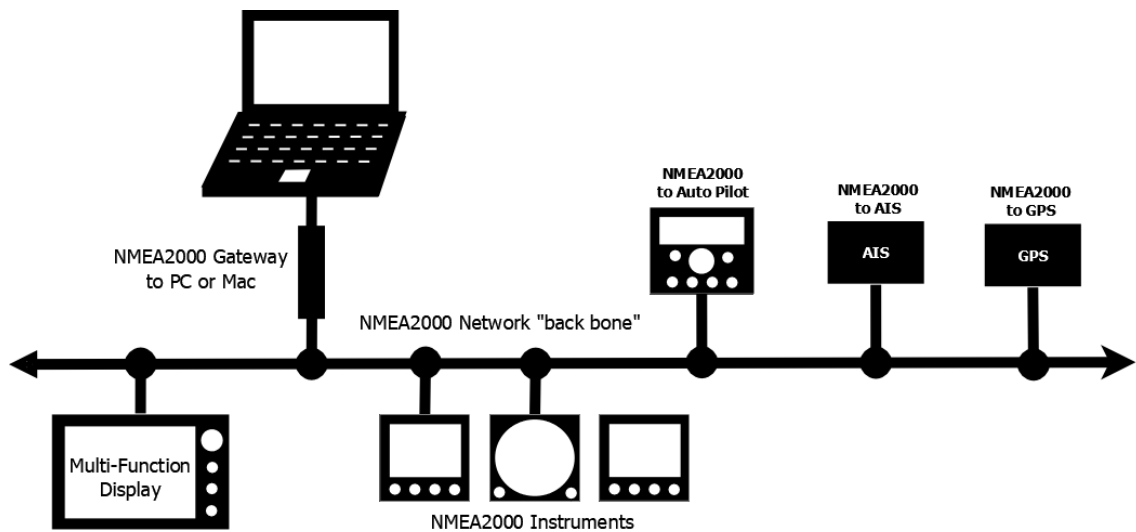 NMEA2000
to Auto Pilot
NMEA2000
to AIS
NMEA2000
to GPS
AIS
GPS
NMEA2000 Gateway
to PC or Mac
NMEA2000 Network "back bone"
Multi-Function
Display
NMEA2000 Instruments